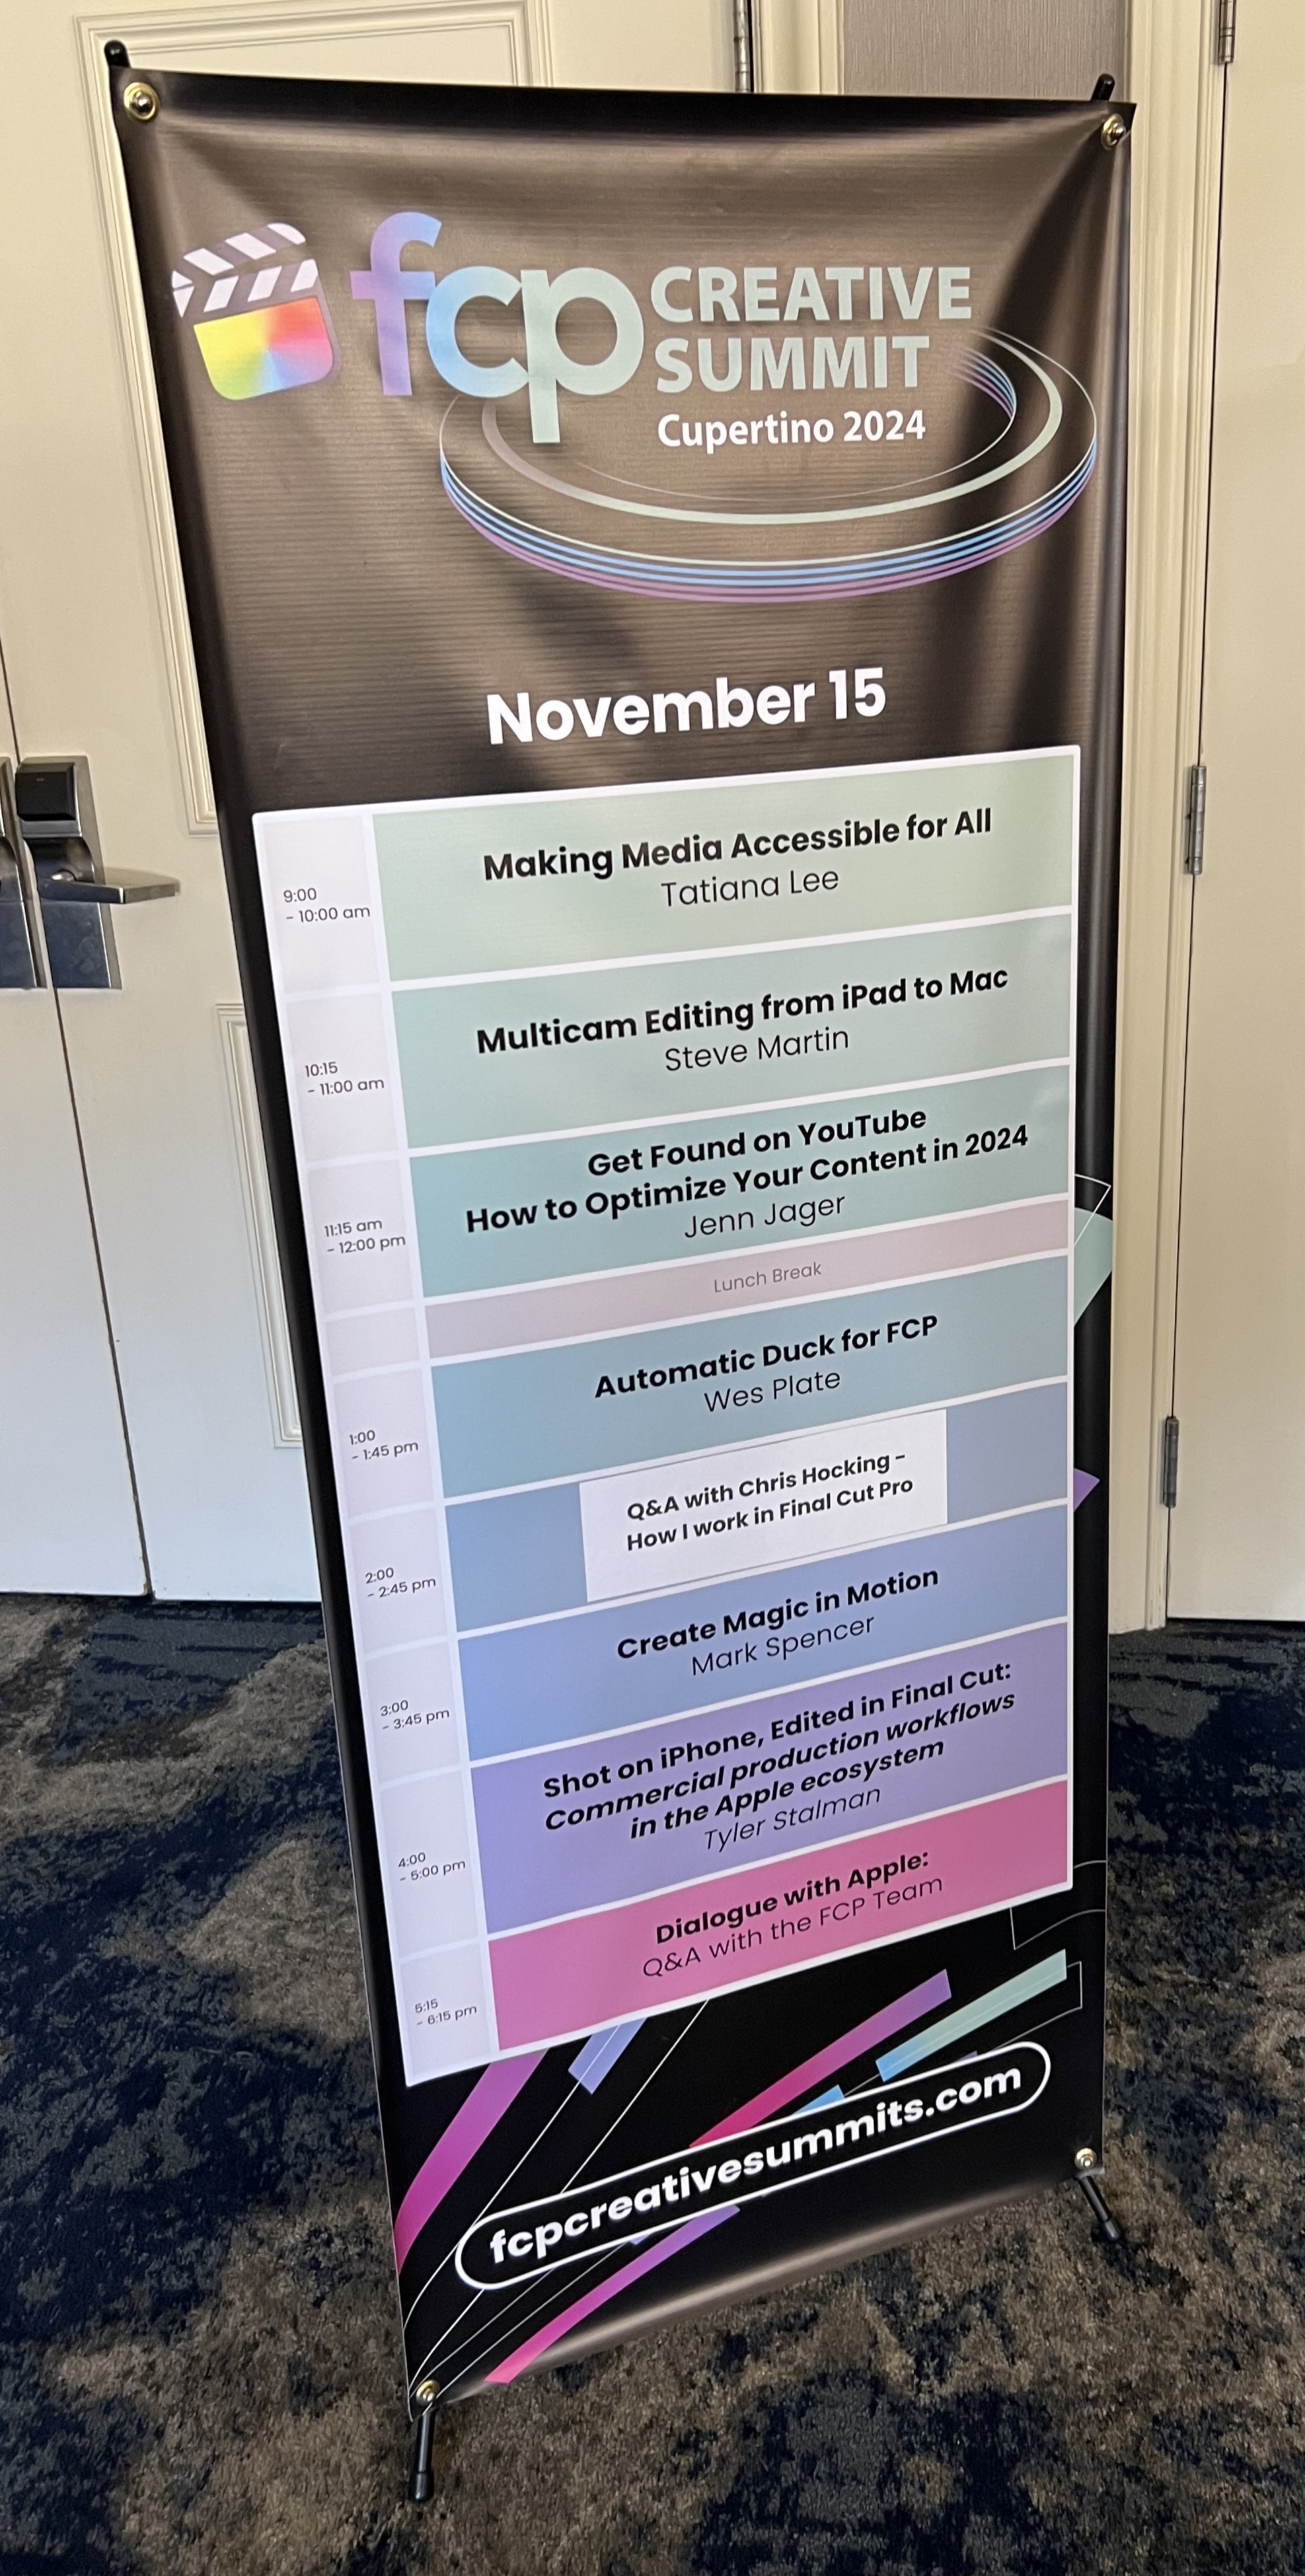 fcp CREATIVE
SUMMIT
Cupertino 2024
November 15
9:00
- 10:00 am
Making Media Accessible for All
Tatiana Lee
10:15
- 11:00 am
Multicam Editing from iPad to Mac
Steve Martin
11:15 am
- 12:00 pm
Get Found on YouTube
How to Optimize Your Content in 2024
Jenn Jager
Lunch Break
1:00
- 1:45 pm
Automatic Duck for FCP
Wes Plate
2:00
- 2:45 pm
Q&A with Chris Hocking -
How I work in Final Cut Pro
3:00
- 3:45 pm
Create Magic in Motion
Mark Spencer
4:00
- 5:00 pm
Shot on iPhone, Edited in Final Cut:
Commercial production workflows
in the Apple ecosystem
Tyler Stalman
5:15
- 6:15 pm
Dialogue with Apple:
Q&A with the FCP Team
fcpcreativesummits.com